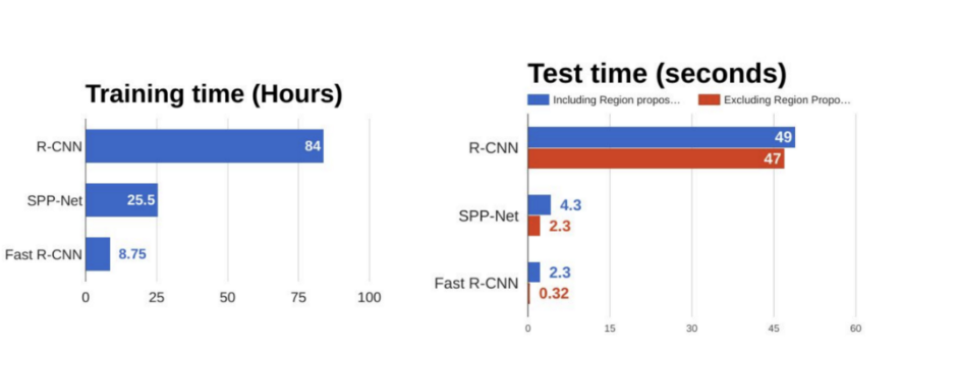 Training time (Hours)
R-CNN 84
SPP-Net 25.5
Fast R-CNN 8.75
0 25 50 75 100
Test time (seconds)
Including Region propos... Excluding Region Propo...
R-CNN 49
47
SPP-Net 4.3
2.3
Fast R-CNN 2.3
0.32
0 15 30 45 60